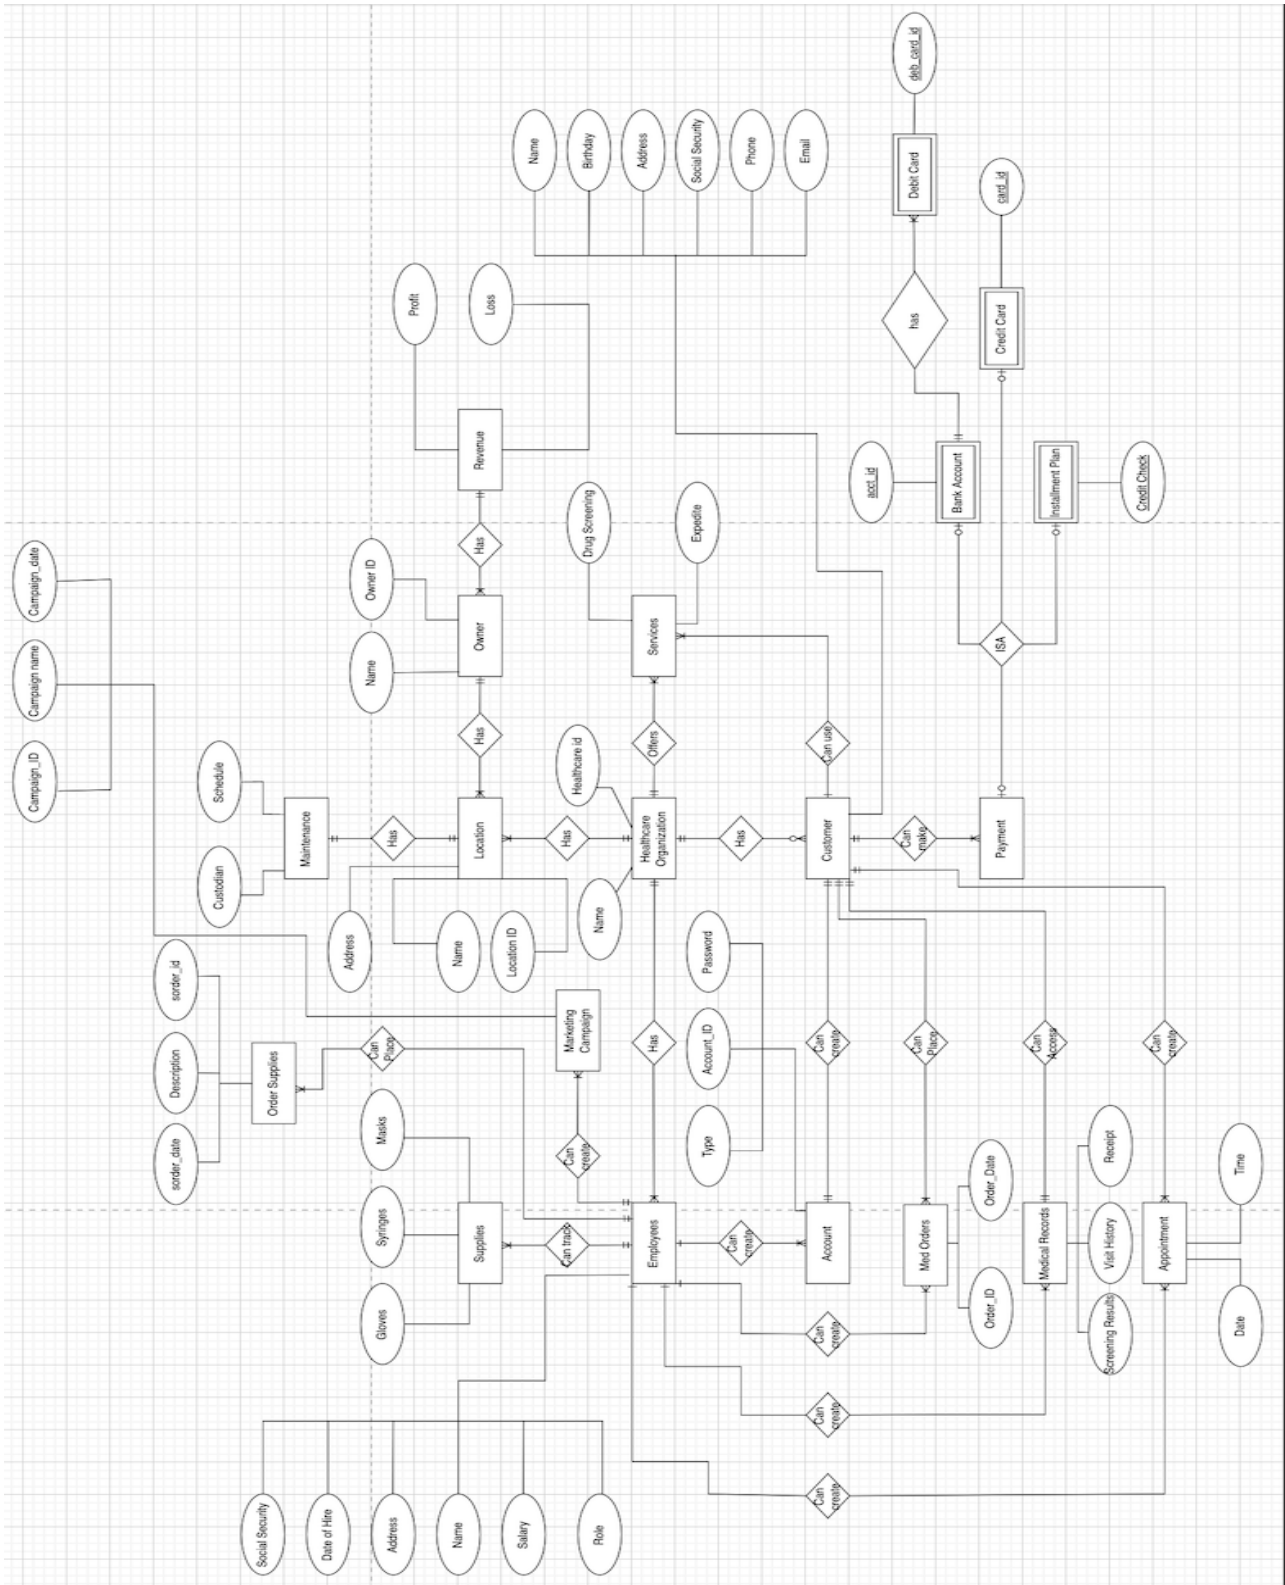 Campaign_ID
Campaign name
Campaign_date
sorder_date
Description
sorder_id
Custodian
Schedule
Social Security
Order Supplies
Maintenance
Date of Hire
Address
Name
Owner ID
Gloves
Syringes
Masks
Can
Place
Address
Has
Profit
Name
Name
Supplies
Location
Has
Owner
Has
Revenue
Loss
Location ID
Salary
Name
Can track
Can
create
Marketing
Campaign
Has
Healthcare id
Drug Screening
Birthday
Role
Name
Address
Employees
Has
Healthcare
Organization
Offers
Services
Expedite
Social Security
Type
Account_ID
Password
Can
create
Has
Phone
Email
Can
create
Can
create
Can
create
Account
Can
create
Customer
Can use
acct_id
Med Orders
Can
Place
Can
make
has
Debit Card
deb_card_id
Bank Account
Order_ID
Order_Date
Payment
ISA
Credit Card
card_id
Medical Records
Can
Access
Installment Plan
Screening Results
Visit History
Receipt
Credit Check
Appointment
Can
create
Date
Time